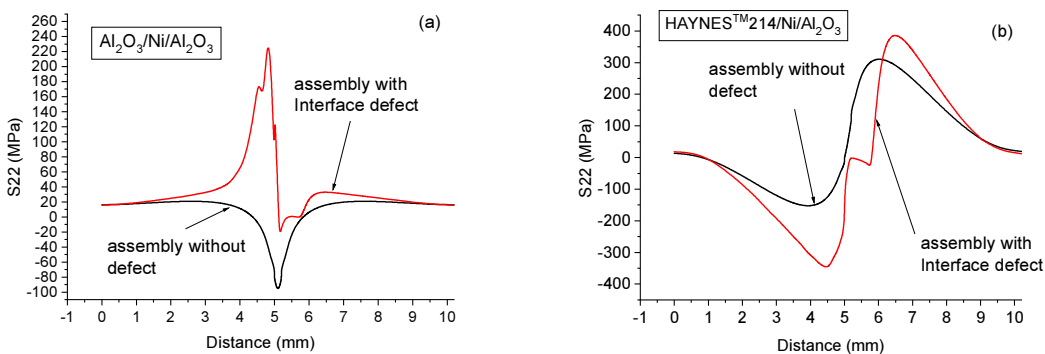 (a)
Al₂O₃/Ni/Al₂O₃
assembly with
Interface defect
assembly without
defect
S22 (MPa)
260
240
220
200
180
160
140
120
100
80
60
40
20
0
-20
-40
-60
-80
-100
-1 0 1 2 3 4 5 6 7 8 9 10
Distance (mm)
HAYNES™214/Ni/Al₂O₃
(b)
assembly without
defect
assembly with
Interface defect
S22 (MPa)
400
300
200
100
0
-100
-200
-300
-400
-1 0 1 2 3 4 5 6 7 8 9 10
Distance (mm)